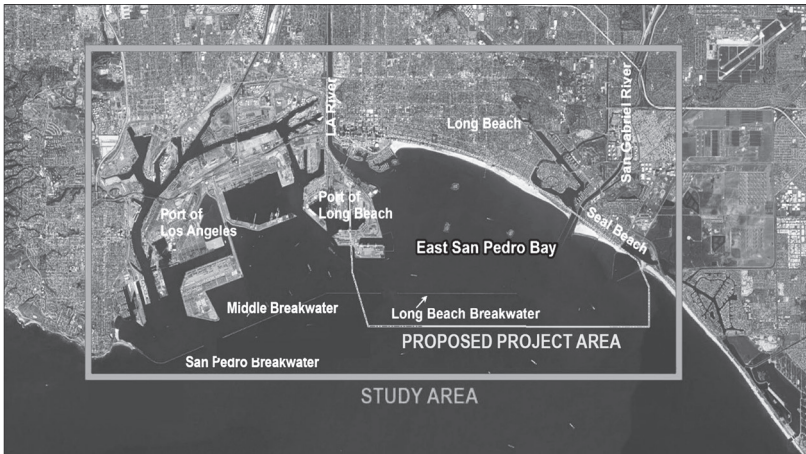 LA River
Long Beach
San Gabriel River
Port of
Los Angeles
Port of
Long Beach
Seal Beach
East San Pedro Bay
Middle Breakwater
Long Beach Breakwater
PROPOSED PROJECT AREA
San Pedro Breakwater
STUDY AREA